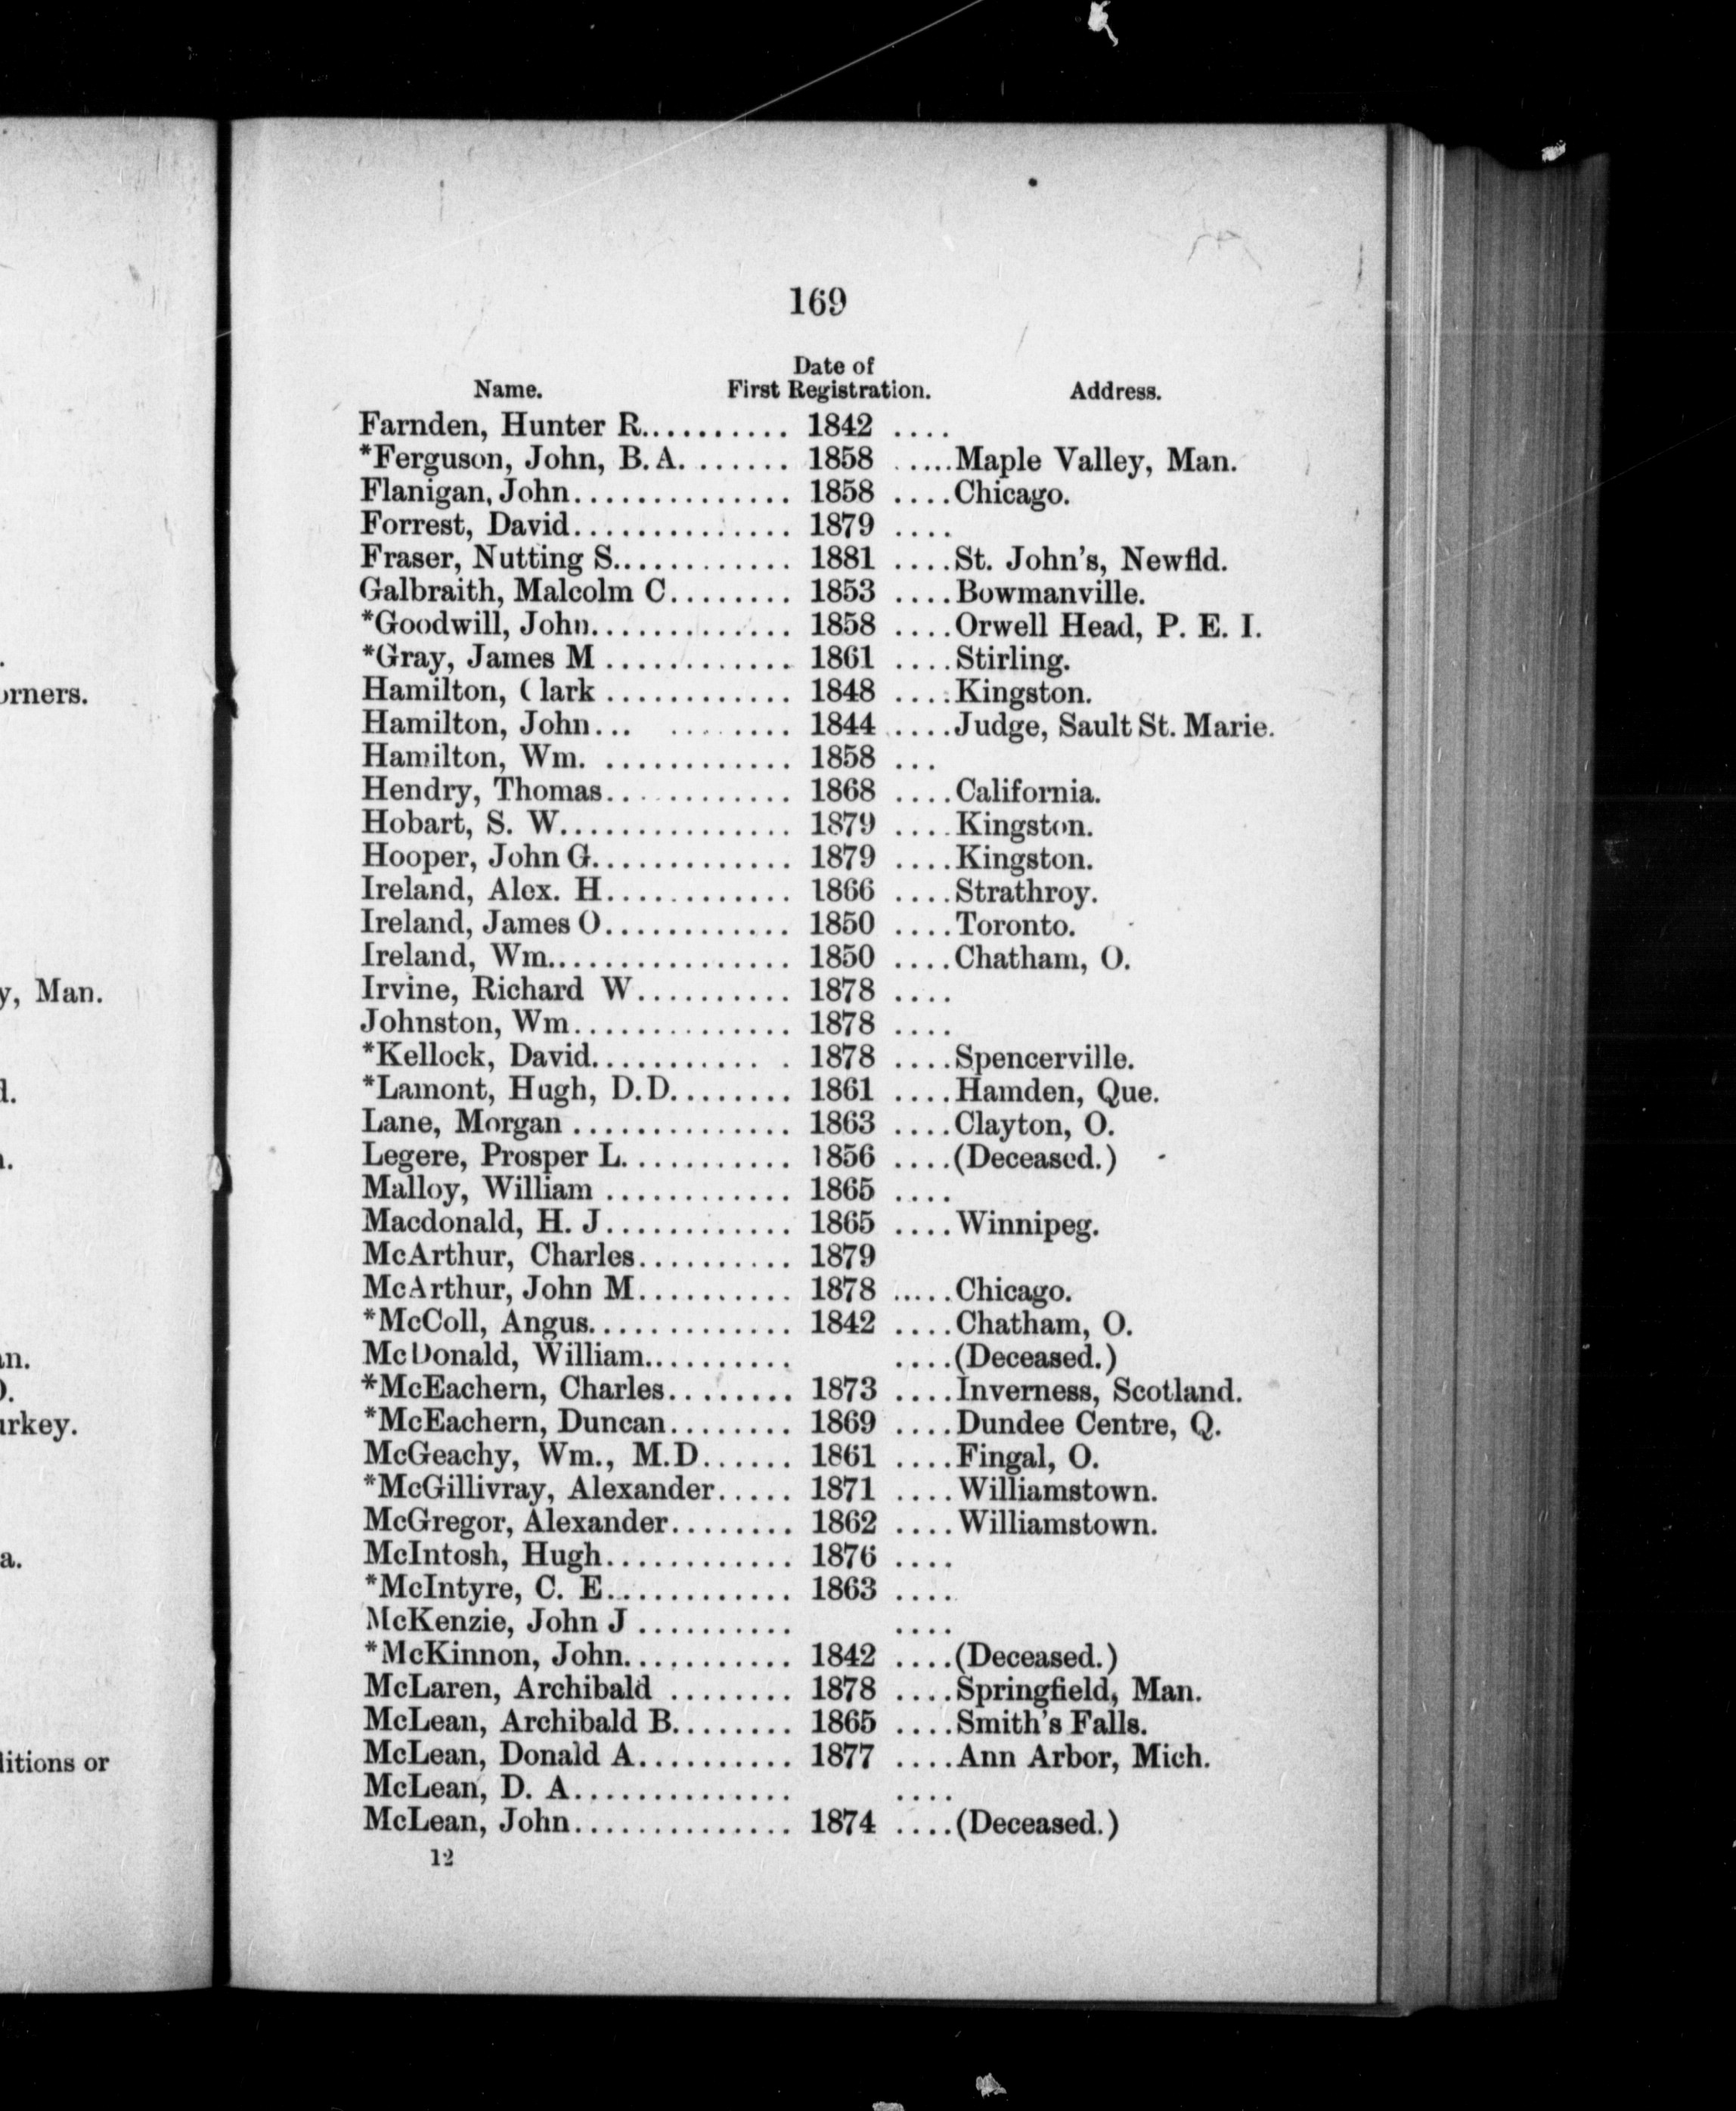 169
Date of
Name. First Registration. Address.
Farnden, Hunter R.......... 1842 ....
*Ferguson, John, B.A. ...... 1858 .....Maple Valley, Man.
Flanigan, John.............. 1858 ....Chicago.
Forrest, David............... 1879 ....
Fraser, Nutting S............ 1881 ....St. John's, Newfld.
Galbraith, Malcolm C........ 1853 ....Bowmanville.
*Goodwill, John............. 1858 ....Orwell Head, P. E. I.
*Gray, James M ............ 1861 ....Stirling.
Hamilton, Clark ............ 1848 ....Kingston.
Hamilton, John... ........ 1844 ....Judge, Sault St. Marie.
Hamilton, Wm. ............ 1858 ...
Hendry, Thomas............ 1868 ....California.
Hobart, S. W............... 1879 ....Kingston.
Hooper, John G............. 1879 ....Kingston.
Ireland, Alex. H............ 1866 ....Strathroy.
Ireland, James O............ 1850 ....Toronto.
Ireland, Wm................ 1850 ....Chatham, O.
Irvine, Richard W.......... 1878 ....
Johnston, Wm.............. 1878 ....
*Kellock, David............ . 1878 ....Spencerville.
*Lamont, Hugh, D.D........ 1861 ....Hamden, Que.
Lane, Morgan .............. 1863 ....Clayton, O.
Legere, Prosper L........... 1856 ....(Deceased.)
Malloy, William ............ 1865 ....
Macdonald, H. J............ 1865 ....Winnipeg.
McArthur, Charles.......... 1879
McArthur, John M.......... 1878 .....Chicago.
*McColl, Angus............. 1842 ....Chatham, O.
McDonald, William.......... ....(Deceased.)
*McEachern, Charles........ 1873 ....Inverness, Scotland.
*McEachern, Duncan........ 1869 ....Dundee Centre, Q.
McGeachy, Wm., M.D...... 1861 ....Fingal, O.
*McGillivray, Alexander..... 1871 ....Williamstown.
McGregor, Alexander........ 1862 ....Williamstown.
McIntosh, Hugh............ 1876 ....
*McIntyre, C. E............ 1863 ....
McKenzie, John J .......... ....
*McKinnon, John........... 1842 ....(Deceased.)
McLaren, Archibald ........ 1878 ....Springfield, Man.
McLean, Archibald B........ 1865 ....Smith's Falls.
McLean, Donald A.......... 1877 ....Ann Arbor, Mich.
McLean, D. A.............. ....
McLean, John.............. 1874 ....(Deceased.)
12